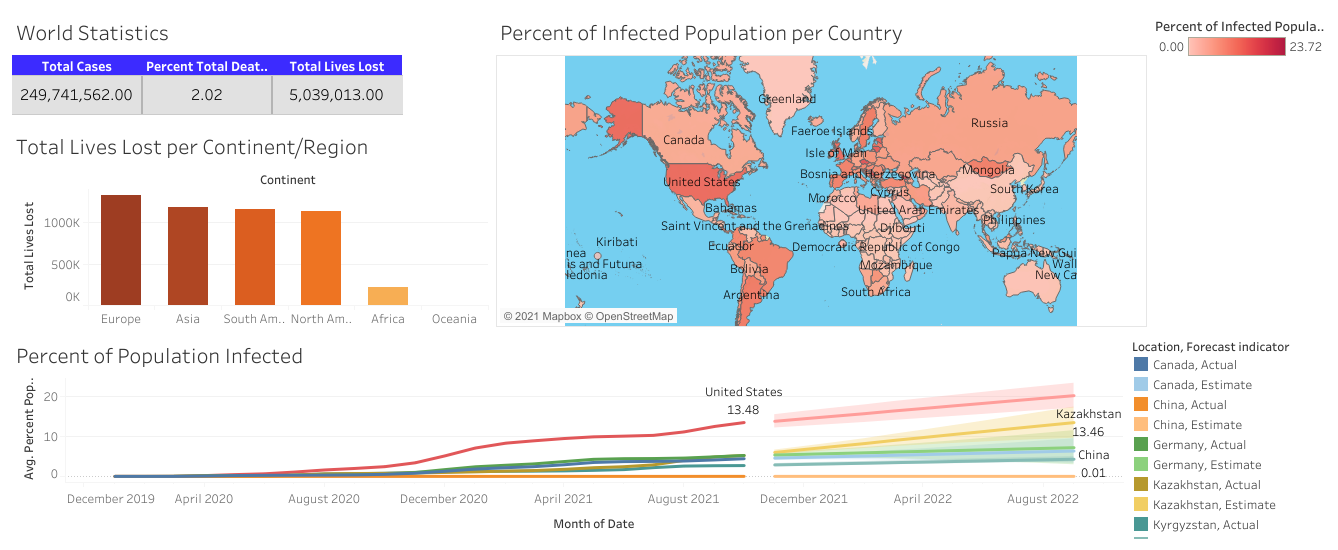 World Statistics
Total Cases Percent Total Deat.. Total Lives Lost
249,741,562.00 2.02 5,039,013.00
Total Lives Lost per Continent/Region
Continent
Total Lives Lost
1000K
500K
0K
Europe Asia South Am.. North Am.. Africa Oceania
Percent of Infected Population per Country
Greenland
Russia
Faeroe Islands
Canada
Isle of Man
Mongolia
Bosnia and Herzegovina
United States
South Korea
Cyprus
Morocco
Bahamas
United Arab Emirates
Philippines
Saint Vincent and the Grenadines
Djibouti
Kiribati
Ecuador
Democratic Republic of Congo
nea
Papua New Gui
is and Futuna
Wall
Bolivia
Mozambique
ledonia
New Ca
Argentina
South Africa
© 2021 Mapbox © OpenStreetMap
Percent of Infected Popula..
0.00 23.72
Percent of Population Infected
Avg. Percent Pop..
20
10
0
United States
13.48
Kazakhstan
13.46
China
0.01
December 2019 April 2020 August 2020 December 2020 April 2021 August 2021 December 2021 April 2022 August 2022
Month of Date
Location, Forecast indicator
Canada, Actual
Canada, Estimate
China, Actual
China, Estimate
Germany, Actual
Germany, Estimate
Kazakhstan, Actual
Kazakhstan, Estimate
Kyrgyzstan, Actual